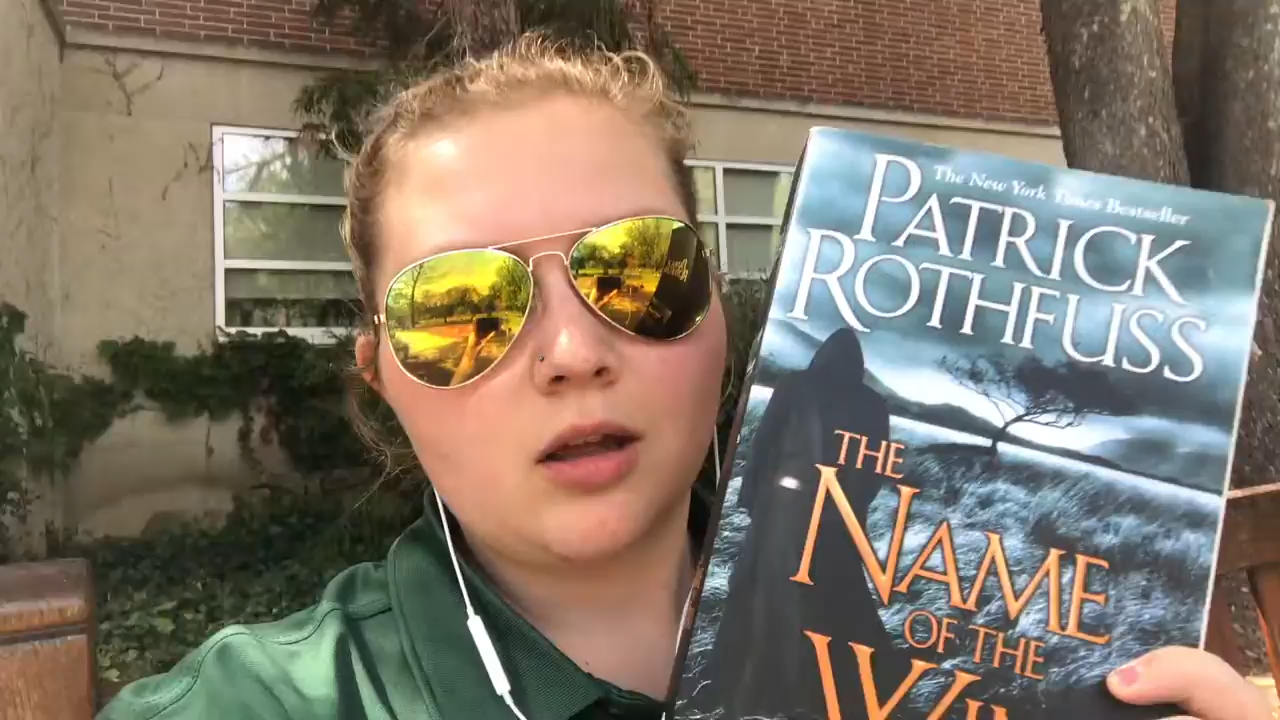 The New York Times Bestseller
PATRICK
ROTHFUSS
THE
NAME
OF THE